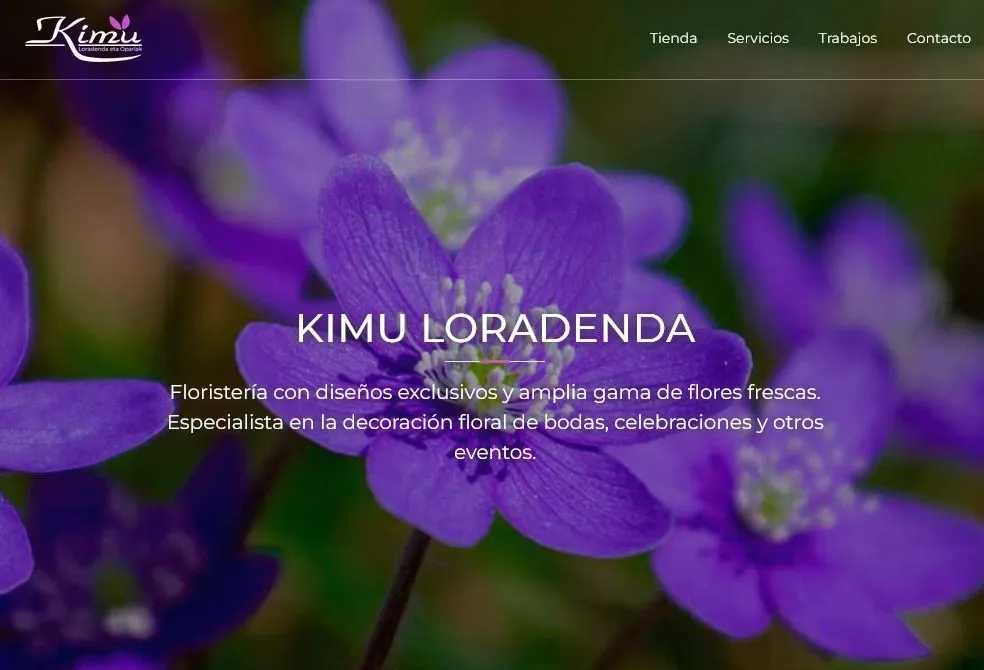 Kimu
Loradenda eta Opariak
Tienda Servicios Trabajos Contacto
KIMU LORADENDA
Floristería con diseños exclusivos y amplia gama de flores frescas.
Especialista en la decoración floral de bodas, celebraciones y otros
eventos.